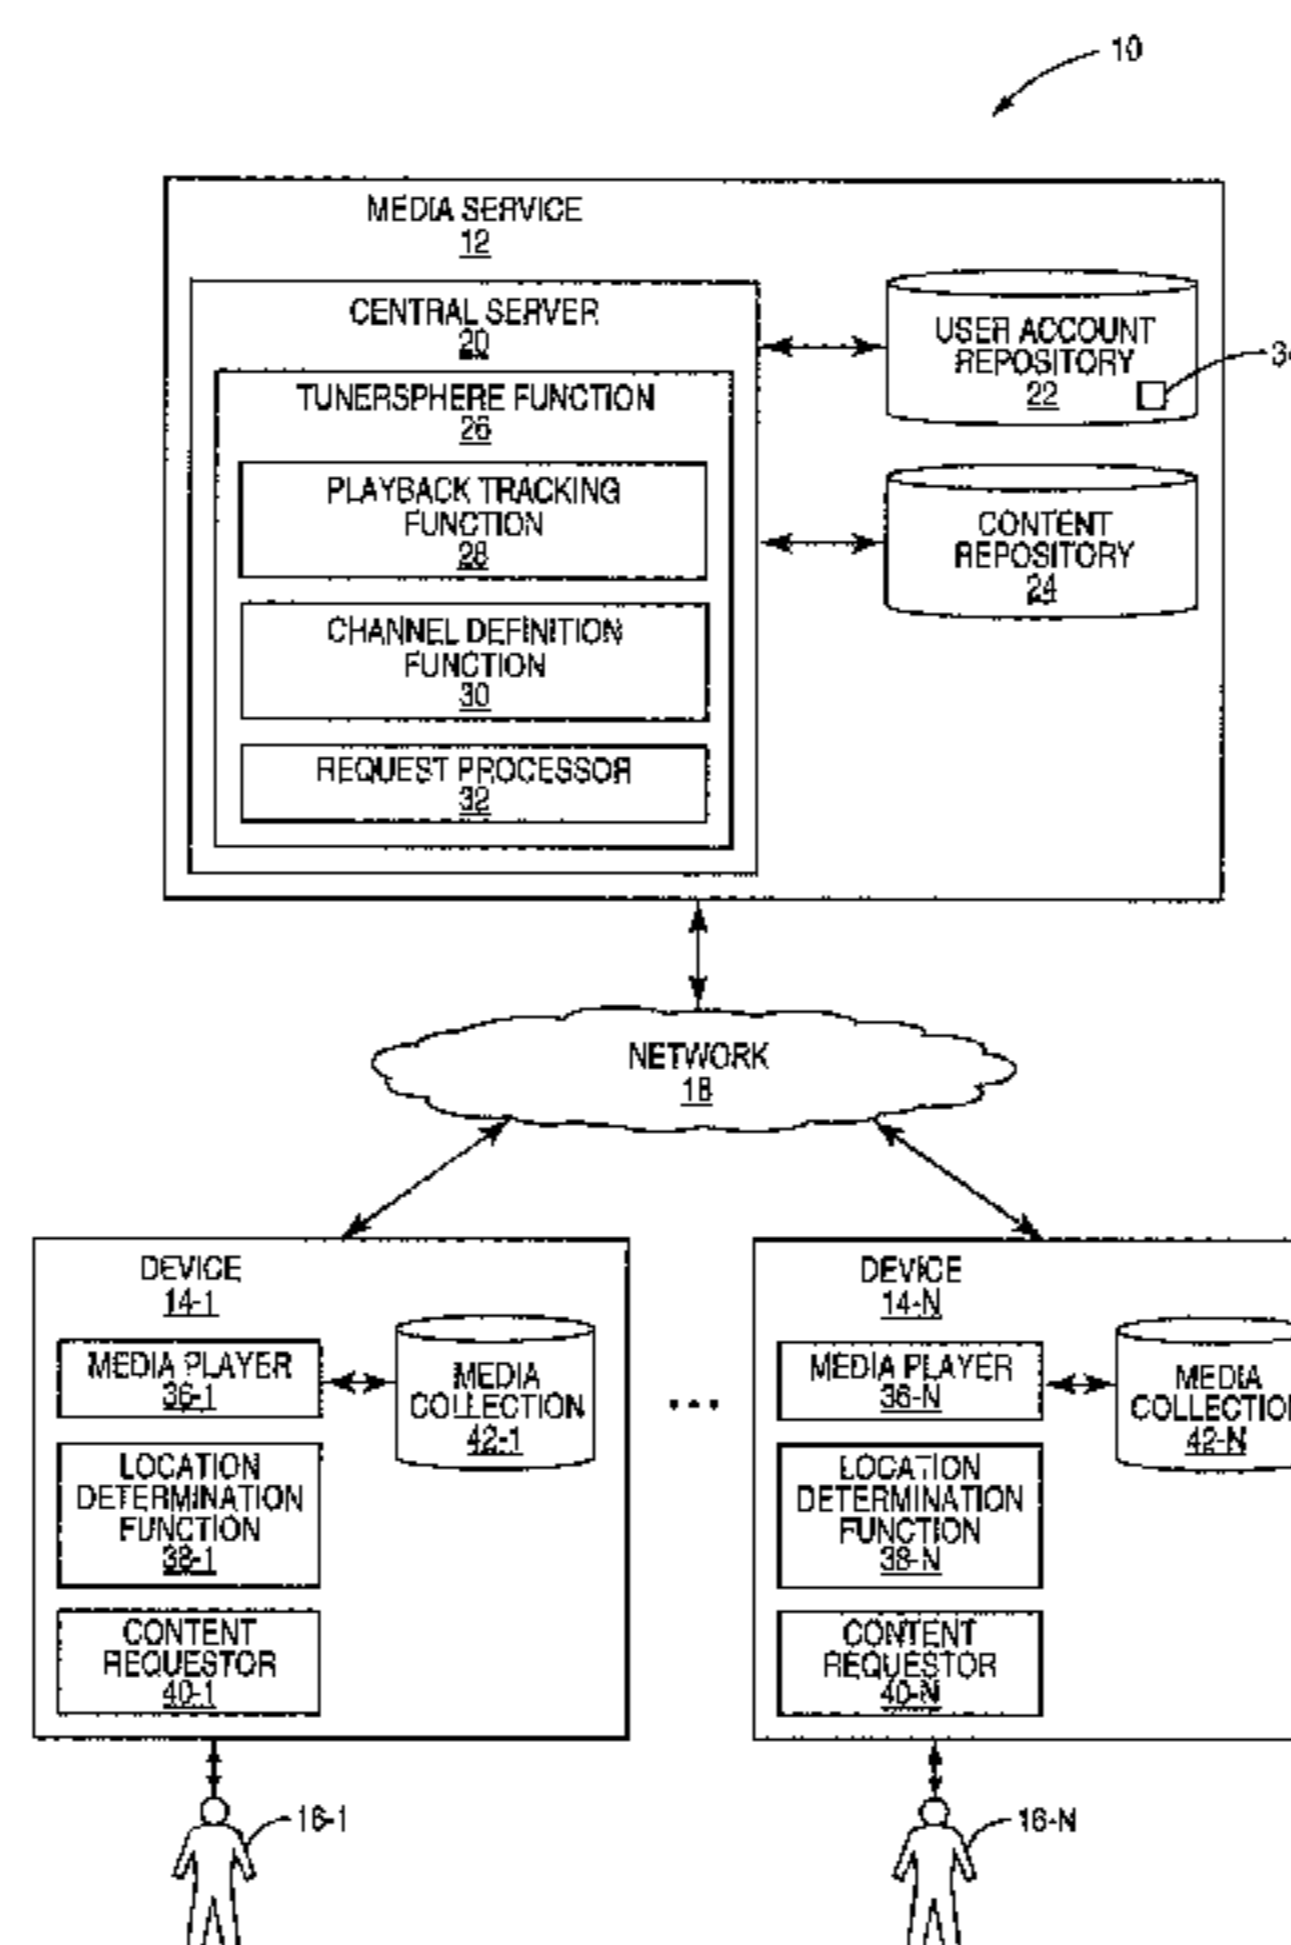 10
MEDIA SERVICE
12
CENTRAL SERVER
20
TUNERSPHERE FUNCTION
26
PLAYBACK TRACKING
FUNCTION
28
CHANNEL DEFINITION
FUNCTION
30
REQUEST PROCESSOR
32
USER ACCOUNT
REPOSITORY
22
CONTENT
REPOSITORY
24
NETWORK
18
DEVICE
14-1
MEDIA PLAYER
36-1
MEDIA
COLLECTION
42-1
LOCATION
DETERMINATION
FUNCTION
38-1
CONTENT
REQUESTOR
40-1
16-1
...
DEVICE
14-N
MEDIA PLAYER
36-N
MEDIA
COLLECTIO
42-N
LOCATION
DETERMINATION
FUNCTION
38-N
CONTENT
REQUESTOR
40-N
16-N